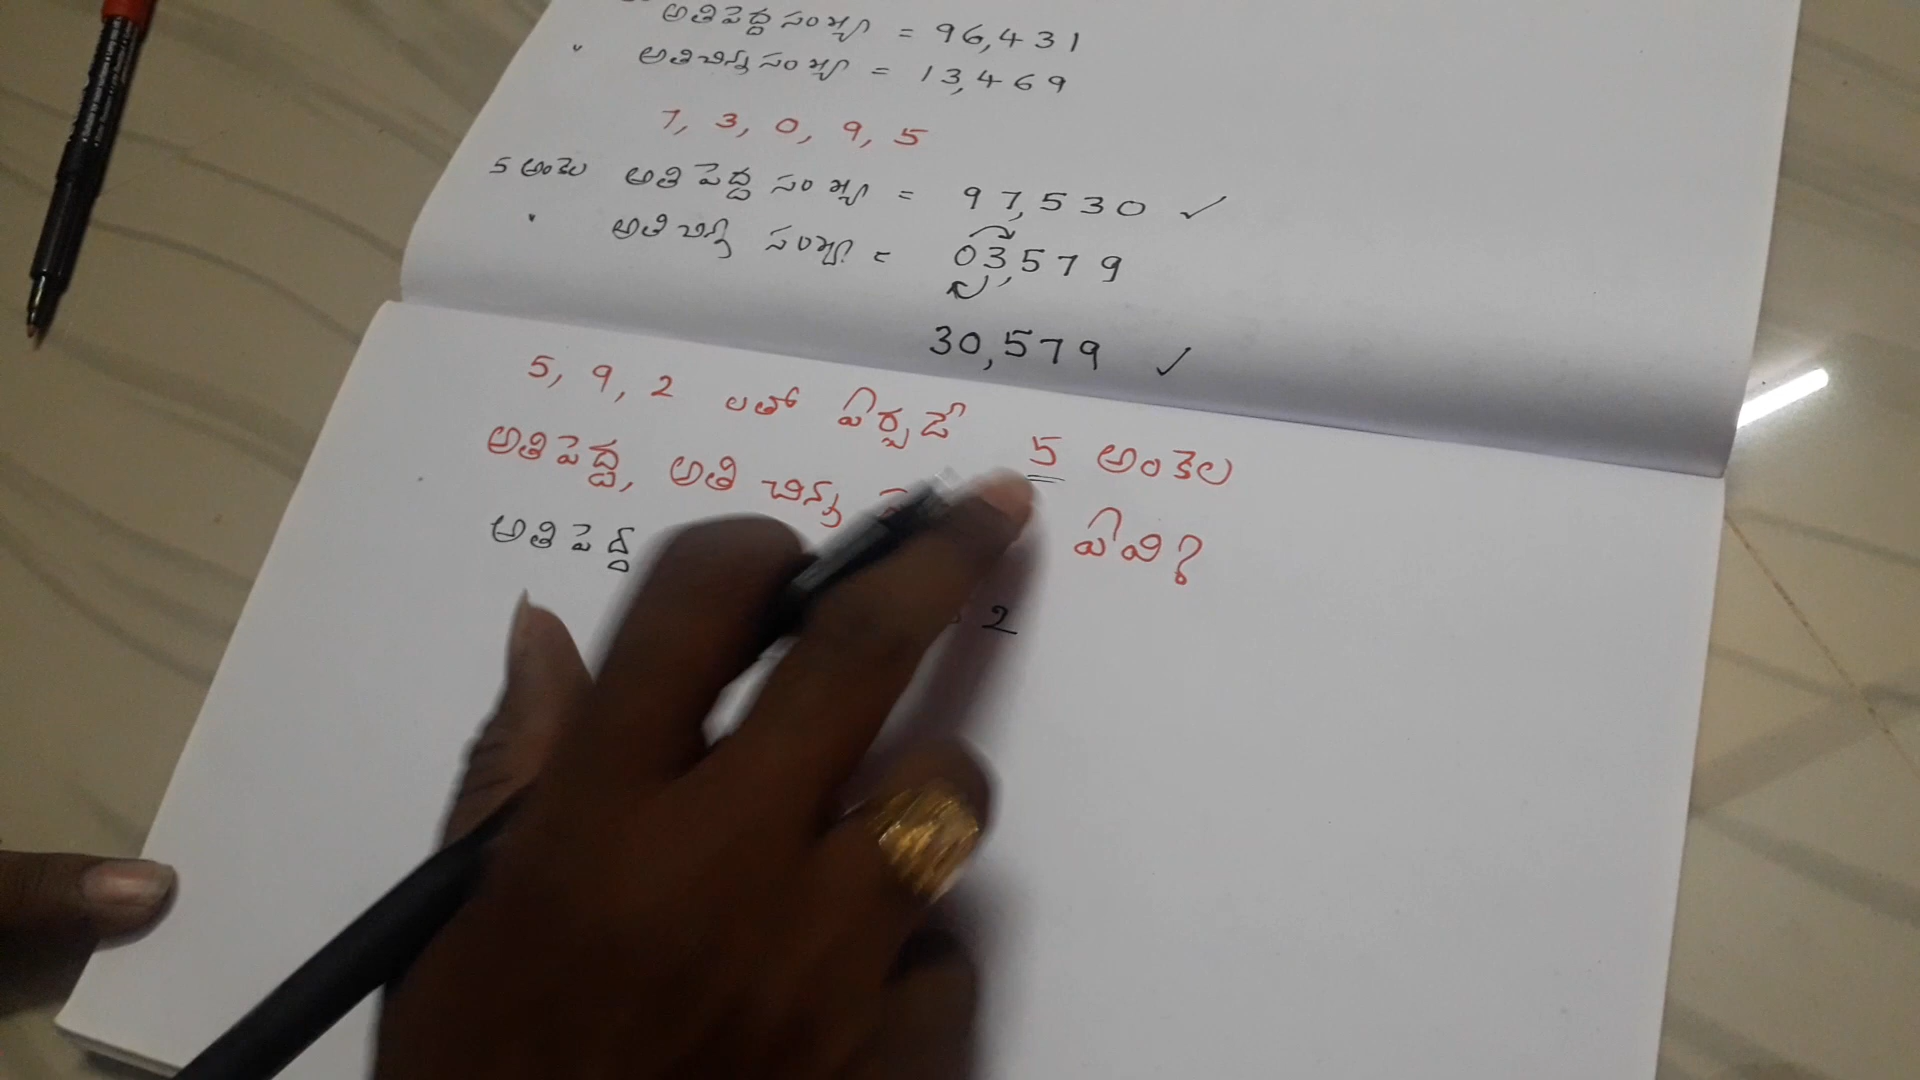 అతిపెద్ద సంఖ్య = 96,431
" అతిచిన్న సంఖ్య = 13,469
7, 3, 0, 9, 5
5 అంకెల అతి పెద్ద సంఖ్య = 97,530 ✓
" అతి చిన్న సంఖ్య = 03,579
30,579 ✓
5, 9, 2 లతో ఏర్పడే 5 అంకెల
అతిపెద్ద, అతి చిన్న ఏవి?
అతి పెద్ద
2